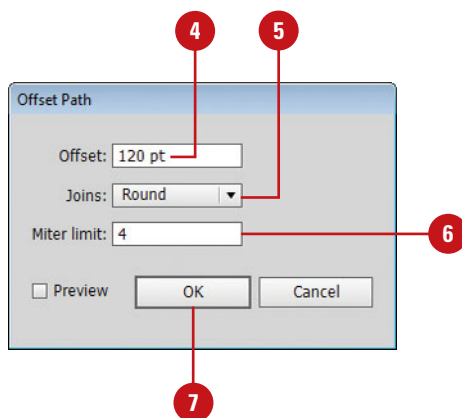 4 5
Offset Path
Offset: 120 pt
Joins: Round
Miter limit: 4
6
Preview OK Cancel
7